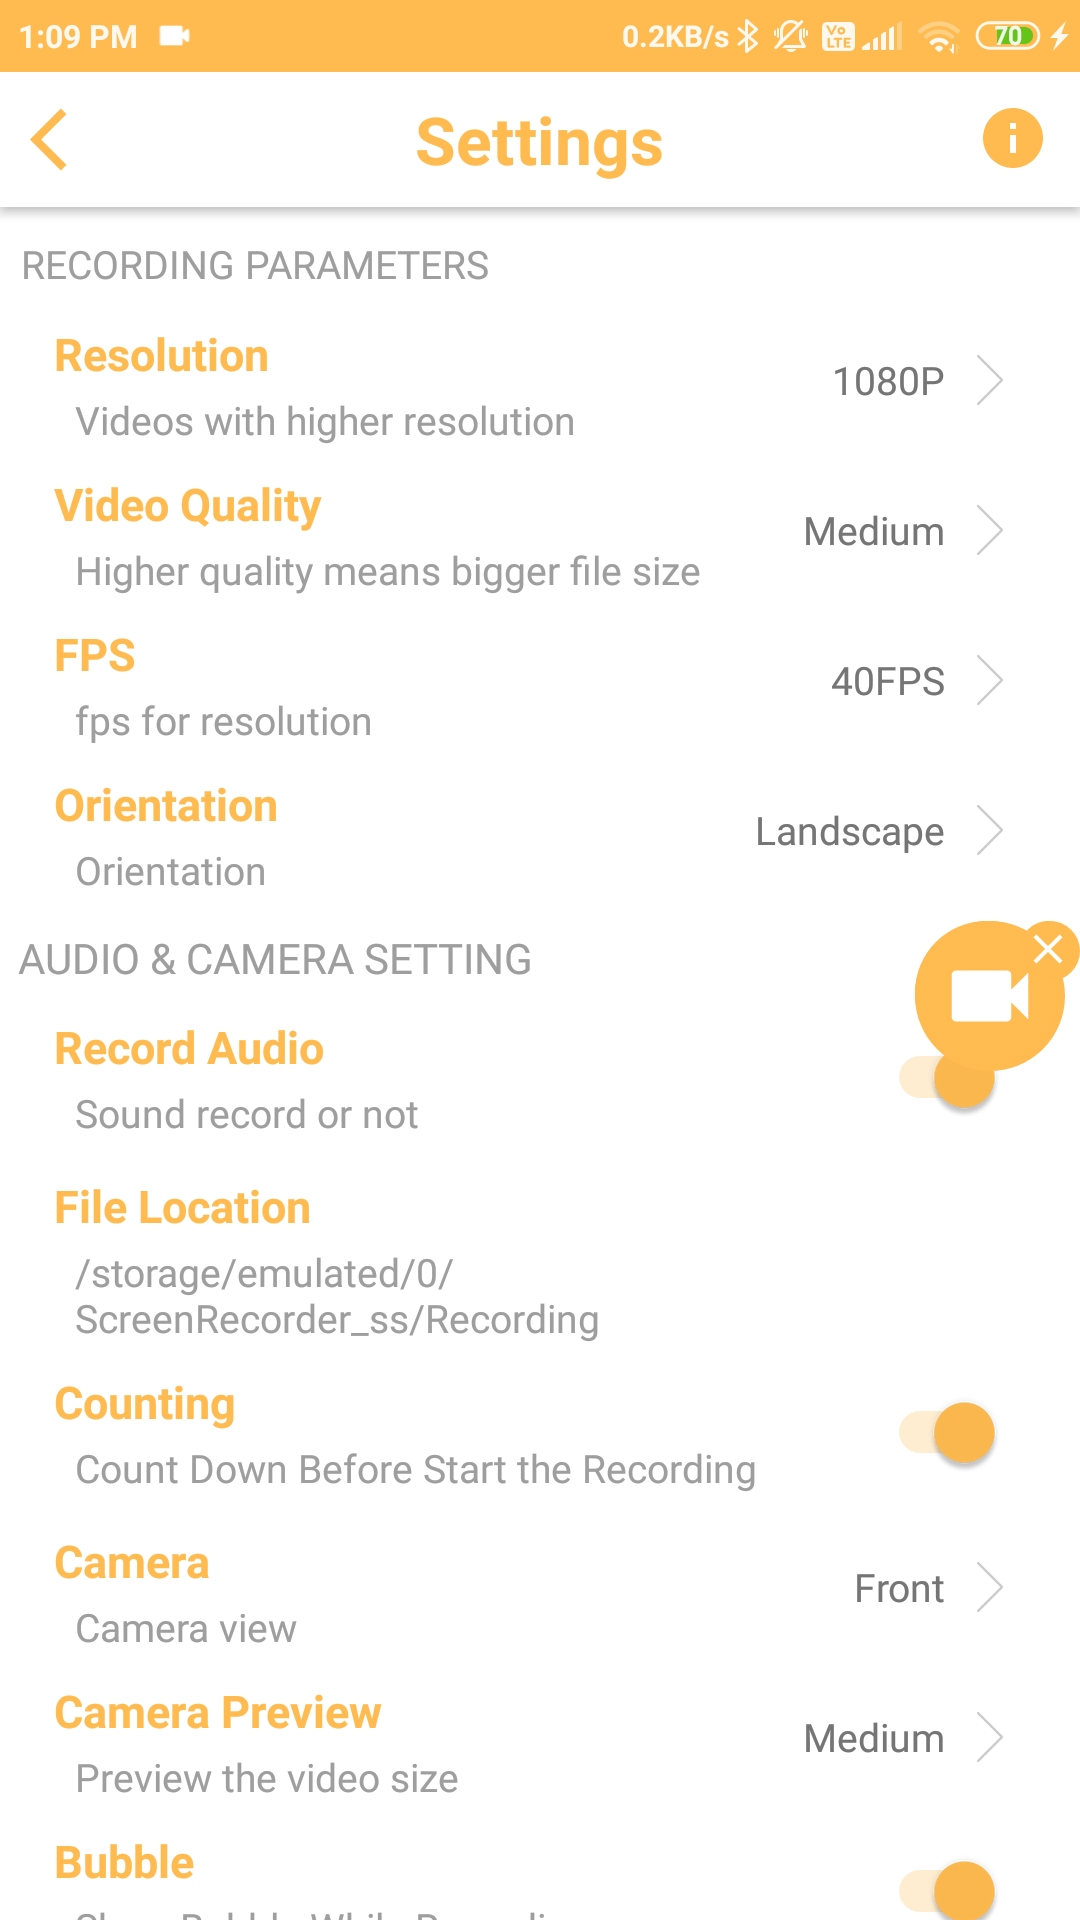 1:09 PM 0.2KB/s Vo LTE 70
Settings
RECORDING PARAMETERS
Resolution
1080P
Videos with higher resolution
Video Quality
Medium
Higher quality means bigger file size
FPS
40FPS
fps for resolution
Orientation
Landscape
Orientation
AUDIO & CAMERA SETTING
Record Audio
Sound record or not
File Location
/storage/emulated/0/
ScreenRecorder_ss/Recording
Counting
Count Down Before Start the Recording
Camera
Front
Camera view
Camera Preview
Medium
Preview the video size
Bubble